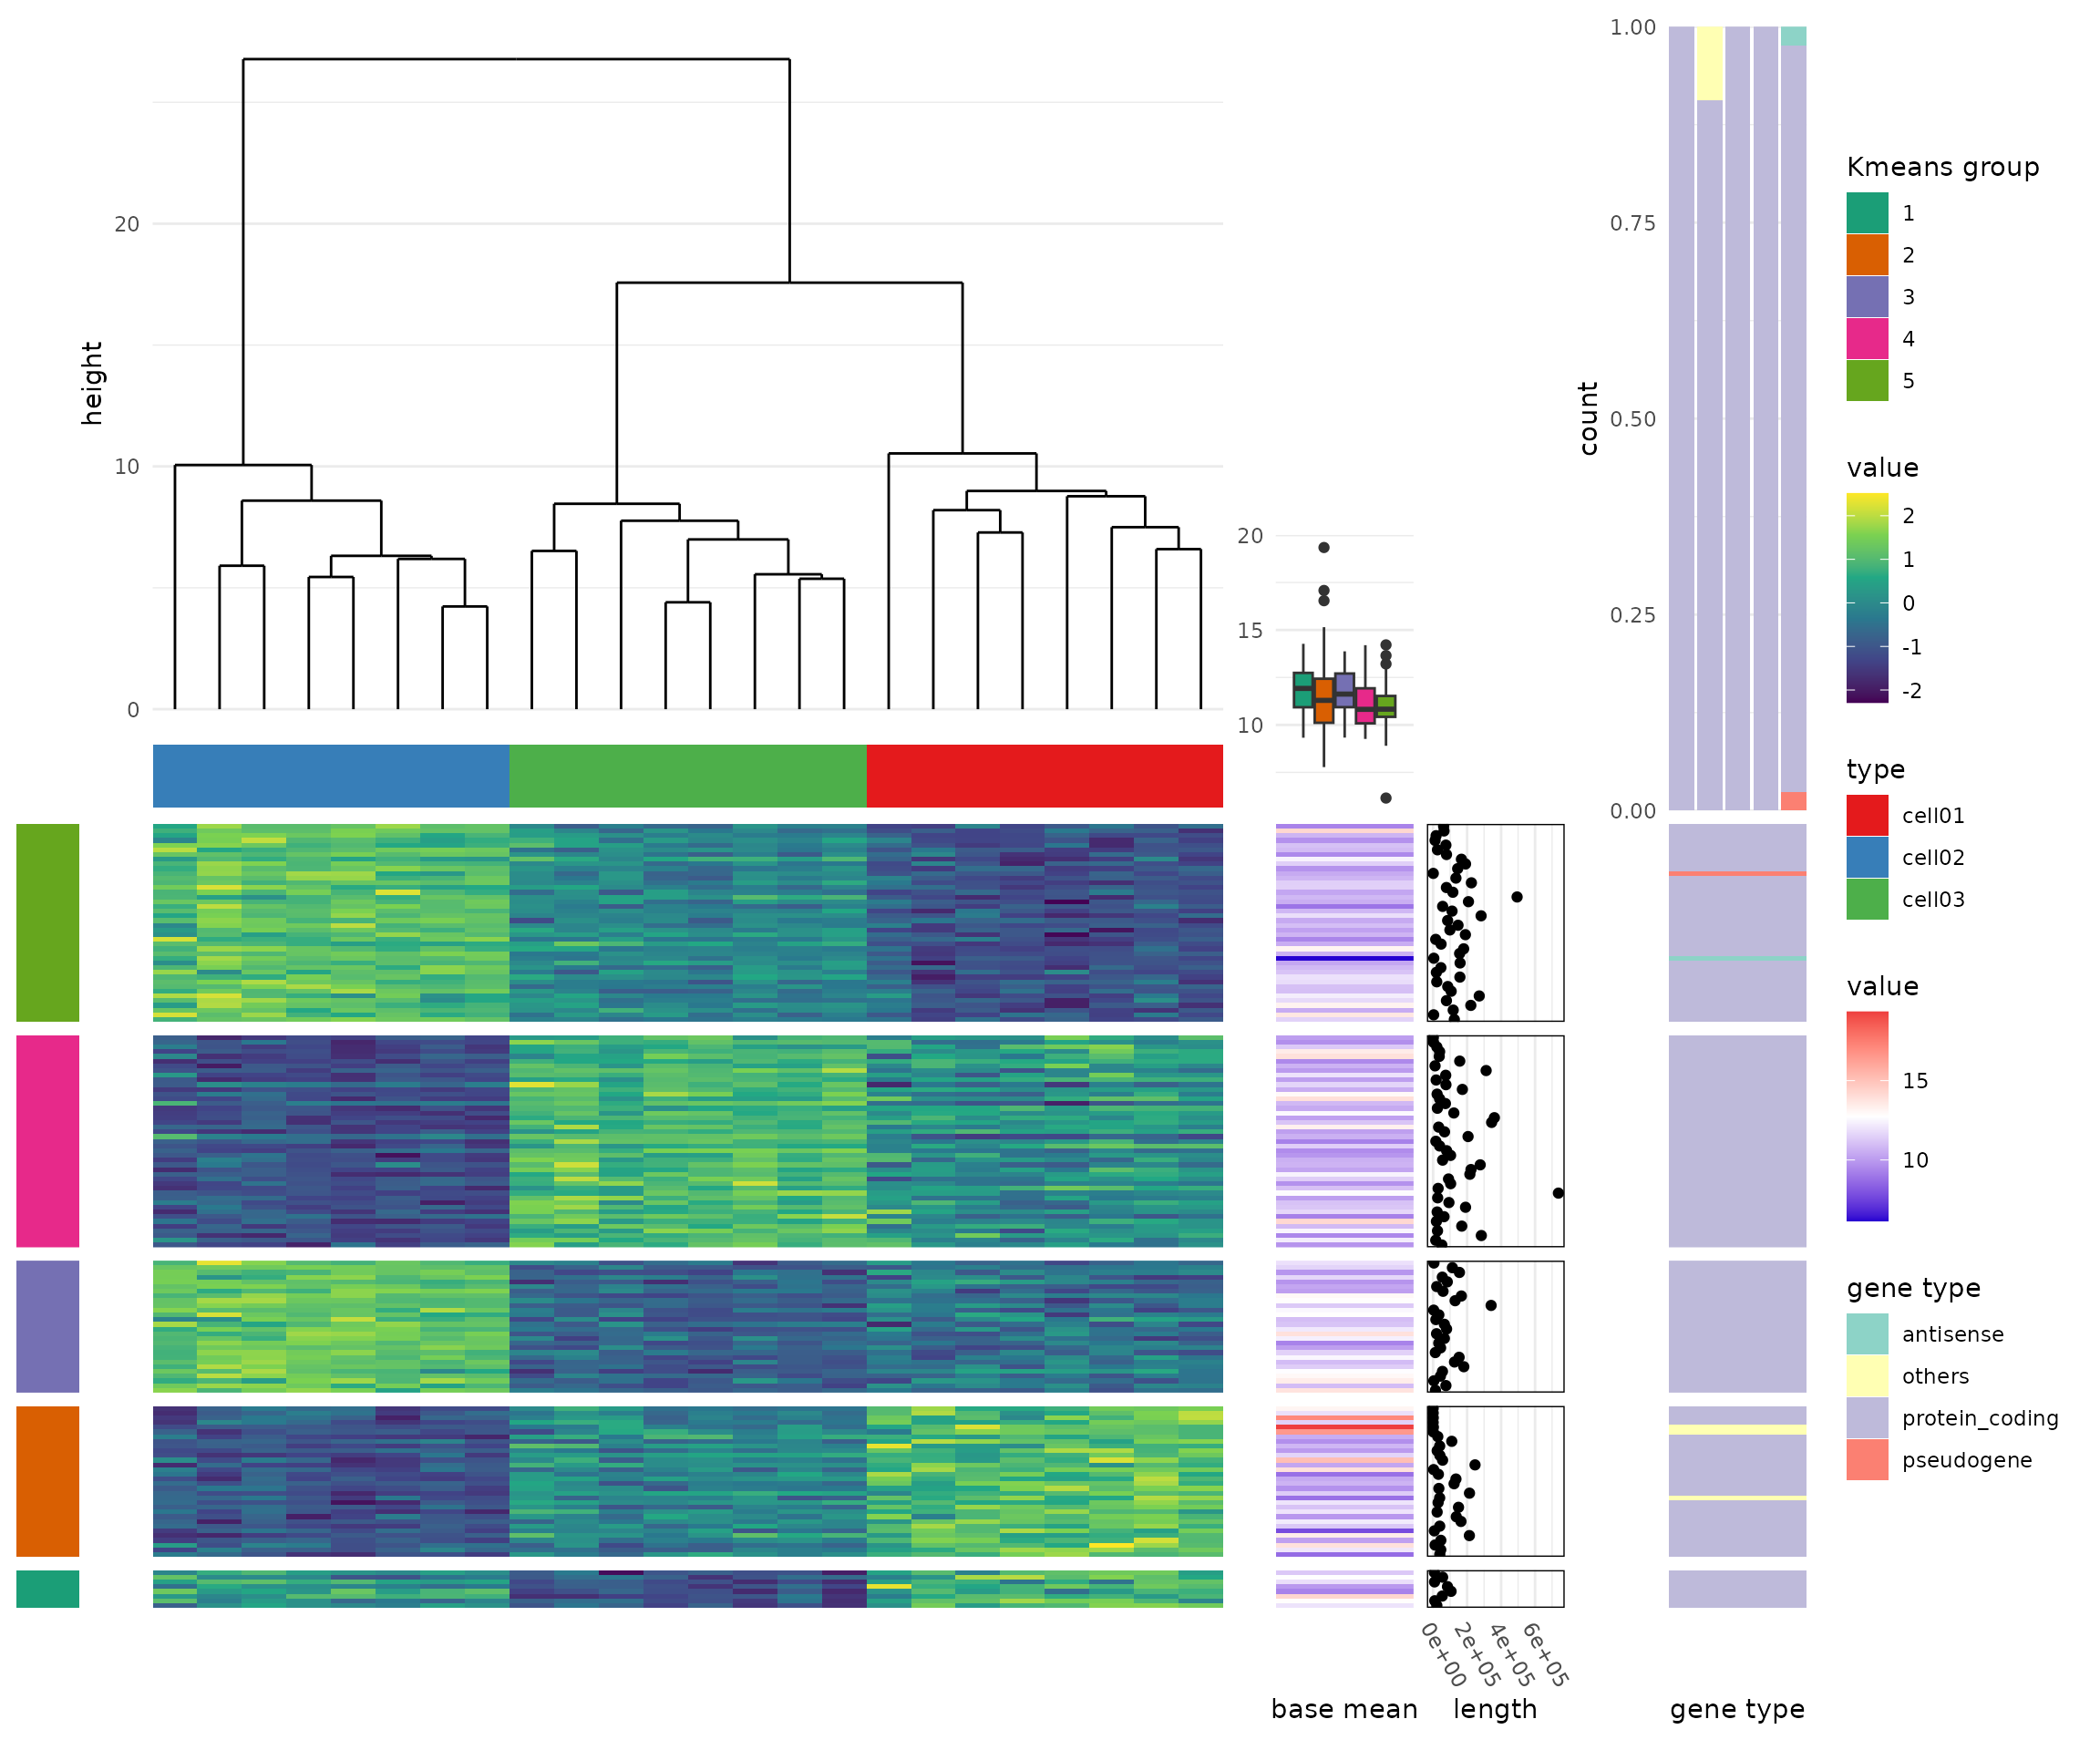 height
20
10
0
20
15
10
count
1.00
0.75
0.50
0.25
0.00
Kmeans group
1
2
3
4
5
value
2
1
0
-1
-2
type
cell01
cell02
cell03
value
15
10
gene type
antisense
others
protein_coding
pseudogene
0e+00
2e+05
4e+05
6e+05
base mean
length
gene type